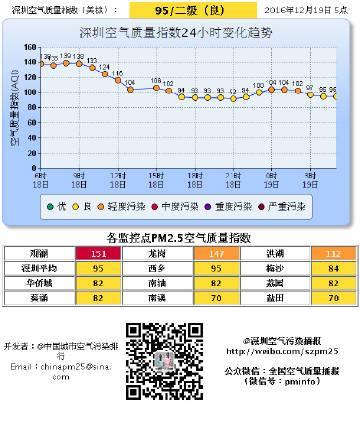 深圳空气质量指数（美标）： 95/二级（良） 2016年12月19日 5点
深圳空气质量指数24小时变化趋势
空气质量指数(AQI)
160
140
120
100
80
60
40
20
0
139 139 138 124 116 104 106 102 94 93 93 93 92 94 100 104 104 102 97 95 95
6时 9时 12时 15时 18时 21时 0时 3时
18日 18日 18日 18日 18日 18日 19日 19日
优 良 轻度污染 中度污染 重度污染 严重污染
各监控点PM2.5空气质量指数
观澜 151 龙岗 147 洪湖 112
深圳平均 95 西乡 95 梅沙 84
华侨城 82 南油 82 荔园 82
葵涌 82 南澳 70 盐田 70
开发者：@中国城市空气污染排
行
Email：chinapm25@sina.
com
@深圳空气污染播报
http://weibo.com/szpm25
公众微信：全国空气质量播报
（微信号：pminfo）